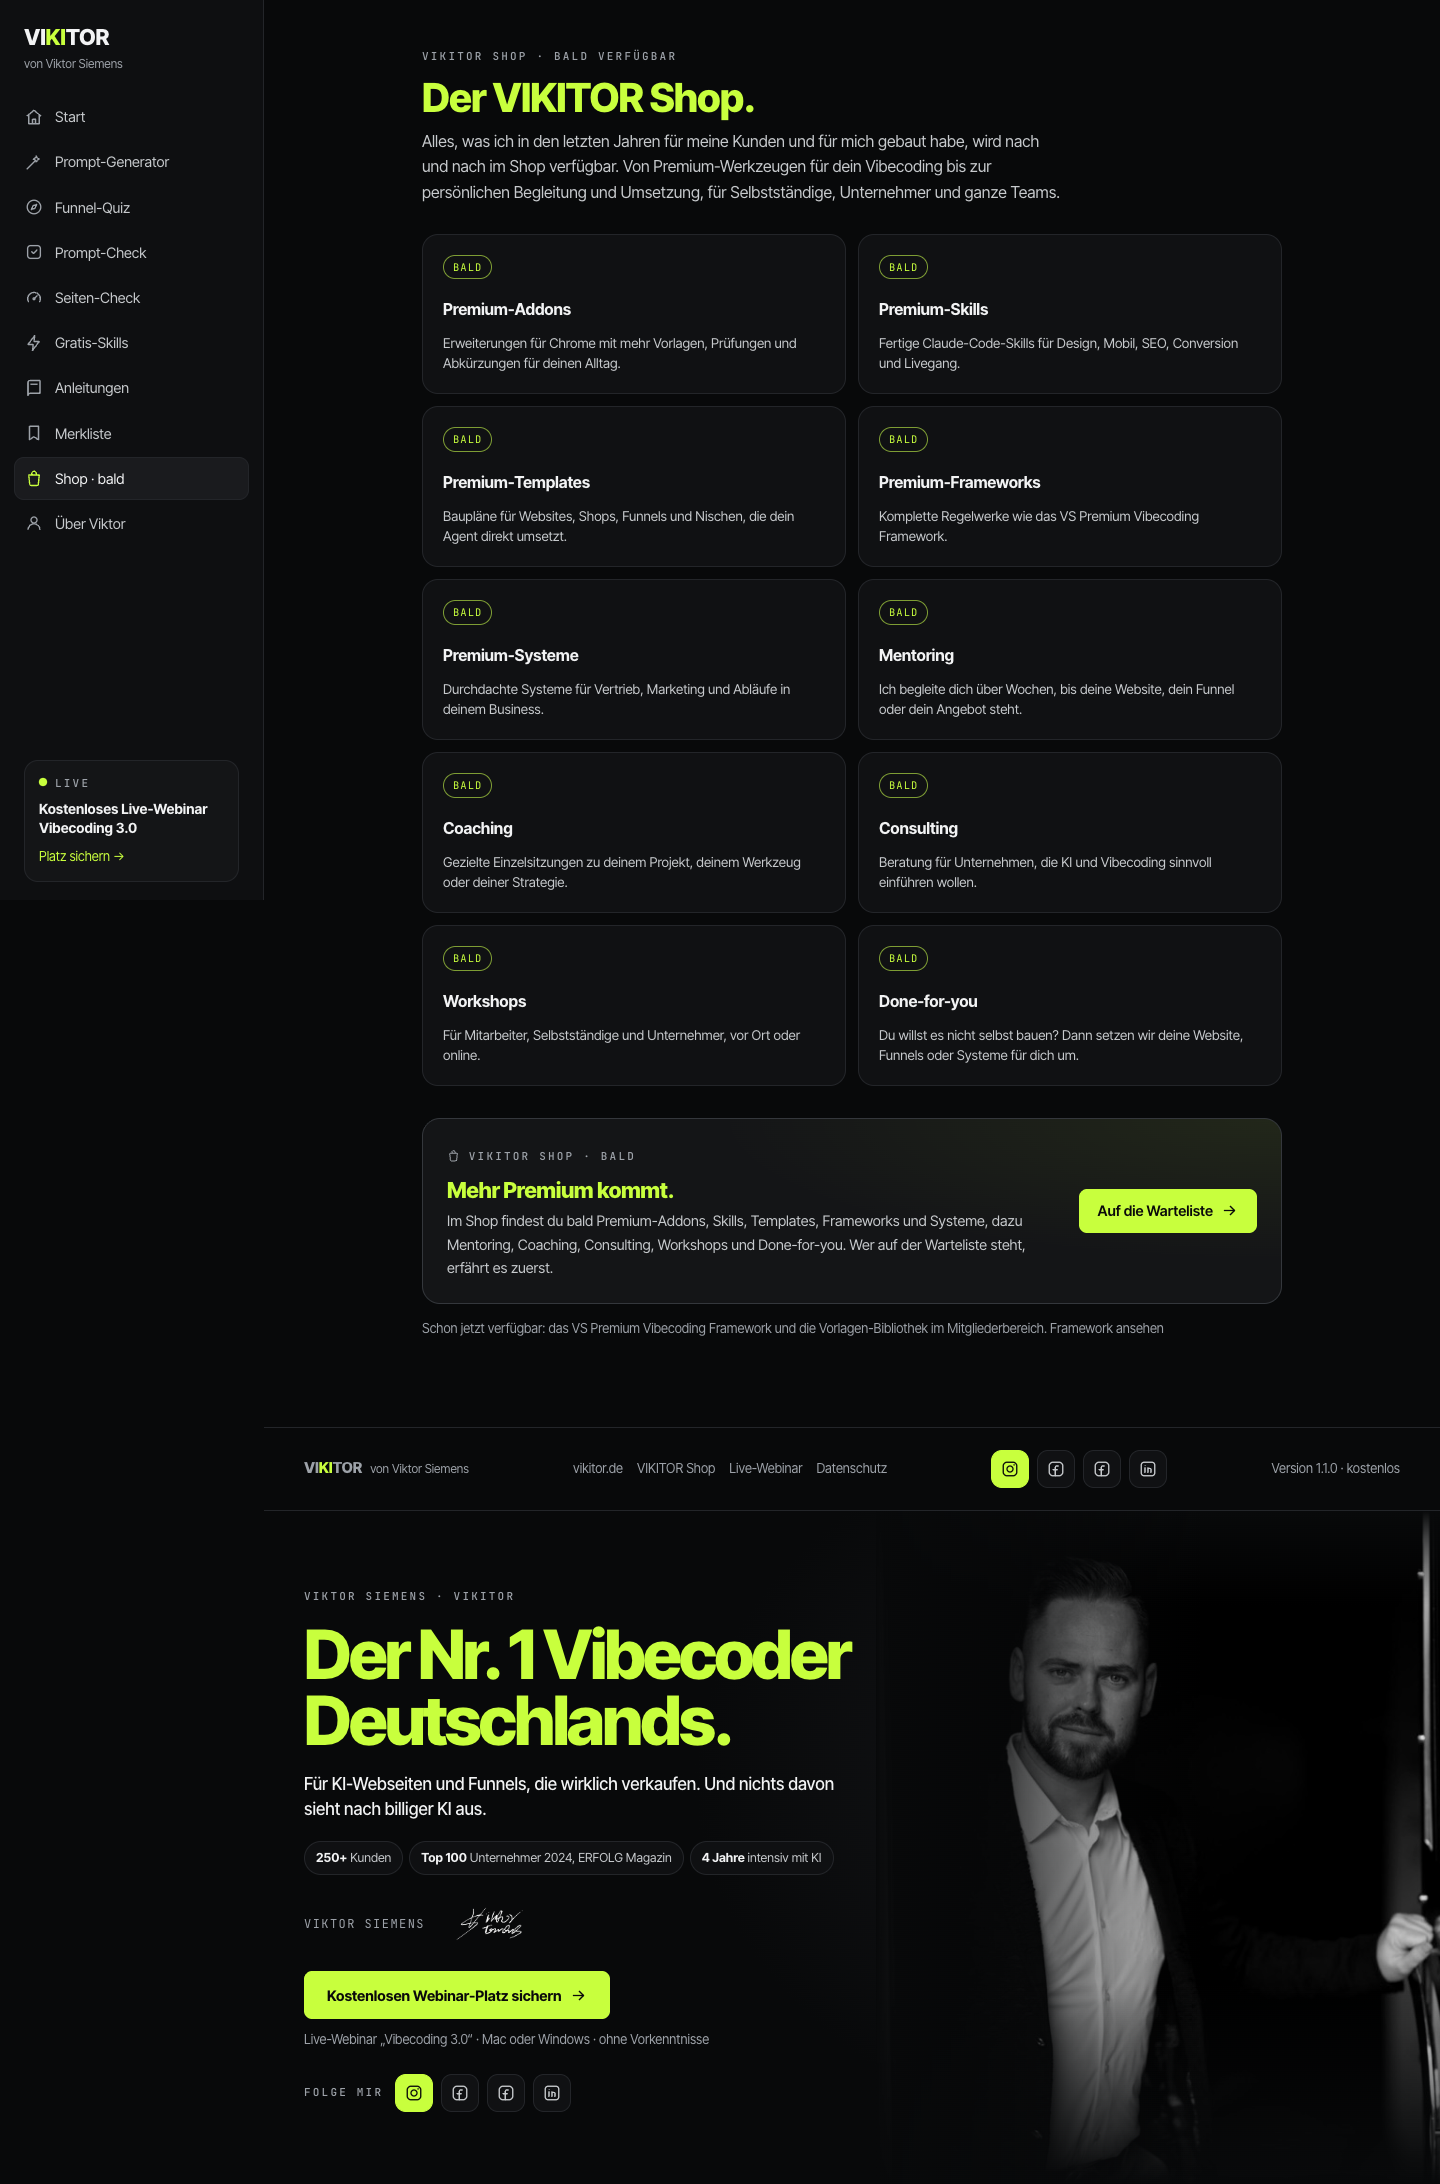 VIKITOR
von Viktor Siemens
Start
Prompt-Generator
Funnel-Quiz
Prompt-Check
Seiten-Check
Gratis-Skills
Anleitungen
Merkliste
Shop · bald
Über Viktor
LIVE
Kostenloses Live-Webinar
Vibecoding 3.0
Platz sichern →
VIKITOR SHOP · BALD VERFÜGBAR
Der VIKITOR Shop.
Alles, was ich in den letzten Jahren für meine Kunden und für mich gebaut habe, wird nach
und nach im Shop verfügbar. Von Premium-Werkzeugen für dein Vibecoding bis zur
persönlichen Begleitung und Umsetzung, für Selbstständige, Unternehmer und ganze Teams.
BALD
Premium-Addons
Erweiterungen für Chrome mit mehr Vorlagen, Prüfungen und
Abkürzungen für deinen Alltag.
BALD
Premium-Skills
Fertige Claude-Code-Skills für Design, Mobil, SEO, Conversion
und Livegang.
BALD
Premium-Templates
Baupläne für Websites, Shops, Funnels und Nischen, die dein
Agent direkt umsetzt.
BALD
Premium-Frameworks
Komplette Regelwerke wie das VS Premium Vibecoding
Framework.
BALD
Premium-Systeme
Durchdachte Systeme für Vertrieb, Marketing und Abläufe in
deinem Business.
BALD
Mentoring
Ich begleite dich über Wochen, bis deine Website, dein Funnel
oder dein Angebot steht.
BALD
Coaching
Gezielte Einzelsitzungen zu deinem Projekt, deinem Werkzeug
oder deiner Strategie.
BALD
Consulting
Beratung für Unternehmen, die KI und Vibecoding sinnvoll
einführen wollen.
BALD
Workshops
Für Mitarbeiter, Selbstständige und Unternehmer, vor Ort oder
online.
BALD
Done-for-you
Du willst es nicht selbst bauen? Dann setzen wir deine Website,
Funnels oder Systeme für dich um.
VIKITOR SHOP · BALD
Mehr Premium kommt.
Im Shop findest du bald Premium-Addons, Skills, Templates, Frameworks und Systeme, dazu
Mentoring, Coaching, Consulting, Workshops und Done-for-you. Wer auf der Warteliste steht,
erfährt es zuerst.
Auf die Warteliste →
Schon jetzt verfügbar: das VS Premium Vibecoding Framework und die Vorlagen-Bibliothek im Mitgliederbereich. Framework ansehen
VIKITOR von Viktor Siemens
vikitor.de VIKITOR Shop Live-Webinar Datenschutz
Version 1.1.0 · kostenlos
VIKTOR SIEMENS · VIKITOR
Der Nr. 1 Vibecoder
Deutschlands.
Für KI-Webseiten und Funnels, die wirklich verkaufen. Und nichts davon
sieht nach billiger KI aus.
250+ Kunden
Top 100 Unternehmer 2024, ERFOLG Magazin
4 Jahre intensiv mit KI
VIKTOR SIEMENS
Kostenlosen Webinar-Platz sichern →
Live-Webinar „Vibecoding 3.0“ · Mac oder Windows · ohne Vorkenntnisse
FOLGE MIR